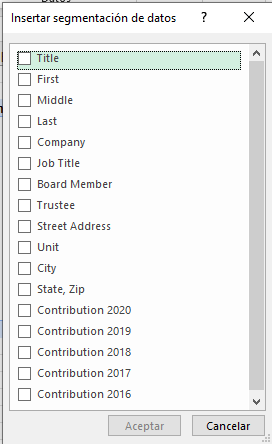 Datos
Insertar segmentación de datos ? ×
Title
First
Middle
Last
Company
Job Title
Board Member
Trustee
Street Address
Unit
City
State, Zip
Contribution 2020
Contribution 2019
Contribution 2018
Contribution 2017
Contribution 2016
Aceptar Cancelar